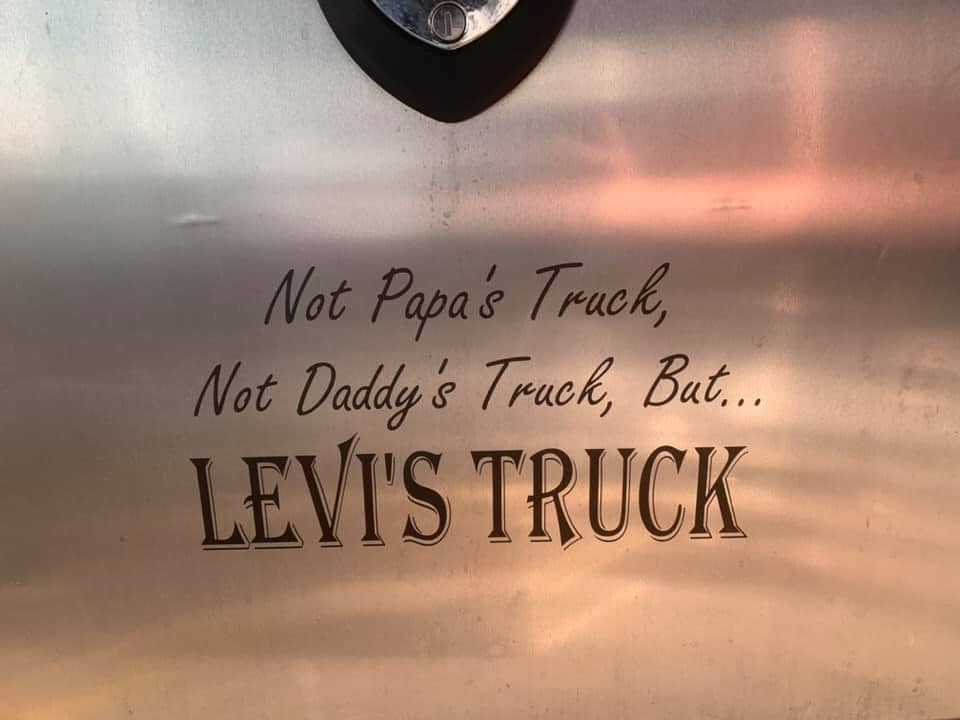 Not Papa's Truck,
Not Daddy's Truck, But...
LEVI'S TRUCK